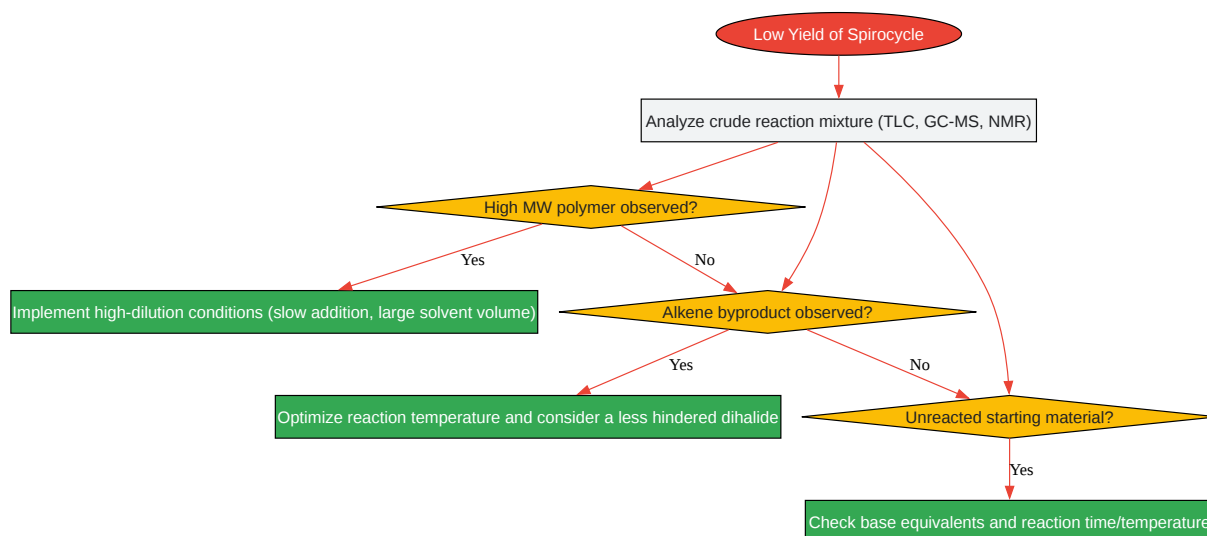 Low Yield of Spirocycle
Analyze crude reaction mixture (TLC, GC-MS, NMR)
High MW polymer observed?
Yes
No
Implement high-dilution conditions (slow addition, large solvent volume)
Alkene byproduct observed?
Yes
No
Optimize reaction temperature and consider a less hindered dihalide
Unreacted starting material?
Yes
Check base equivalents and reaction time/temperature